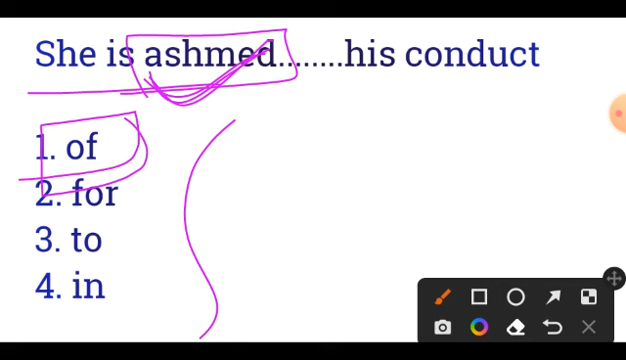 She is ashmed........his conduct
1. of
2. for
3. to
4. in